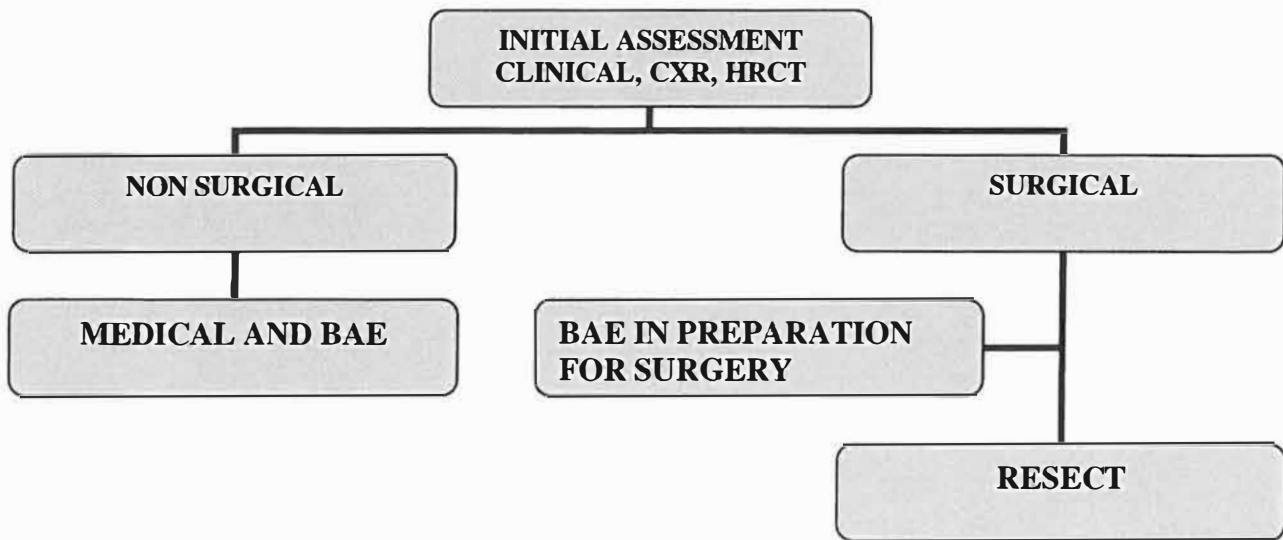 INITIAL ASSESSMENT
CLINICAL, CXR, HRCT
NON SURGICAL
SURGICAL
MEDICAL AND BAE
BAE IN PREPARATION
FOR SURGERY
RESECT